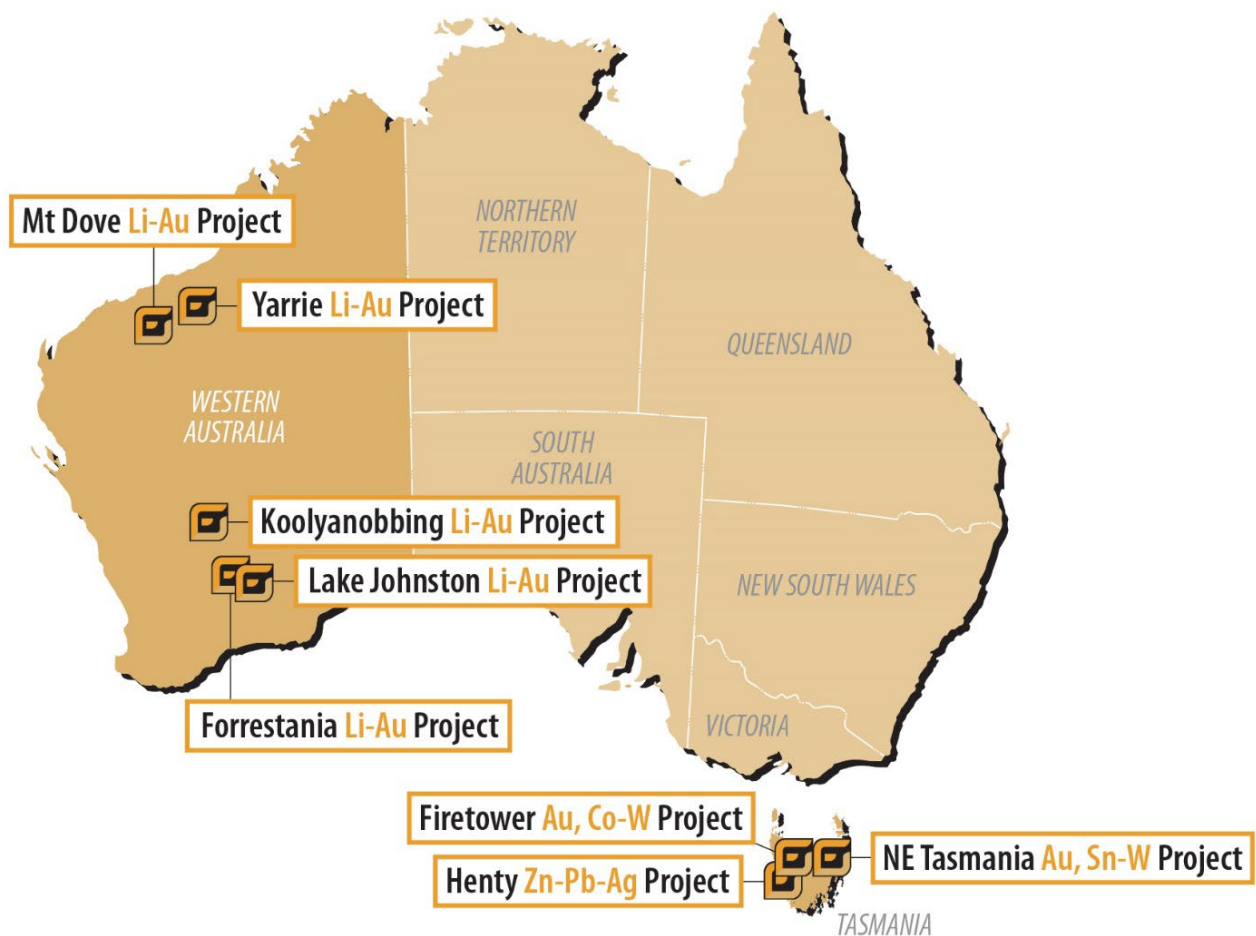 NORTHERN
TERRITORY
Mt Dove Li-Au Project
Yarrie Li-Au Project
QUEENSLAND
WESTERN
AUSTRALIA
SOUTH
AUSTRALIA
Koolyanobbing Li-Au Project
Lake Johnston Li-Au Project
NEW SOUTH WALES
Forrestania Li-Au Project
VICTORIA
Firetower Au, Co-W Project
NE Tasmania Au, Sn-W Project
Henty Zn-Pb-Ag Project
TASMANIA